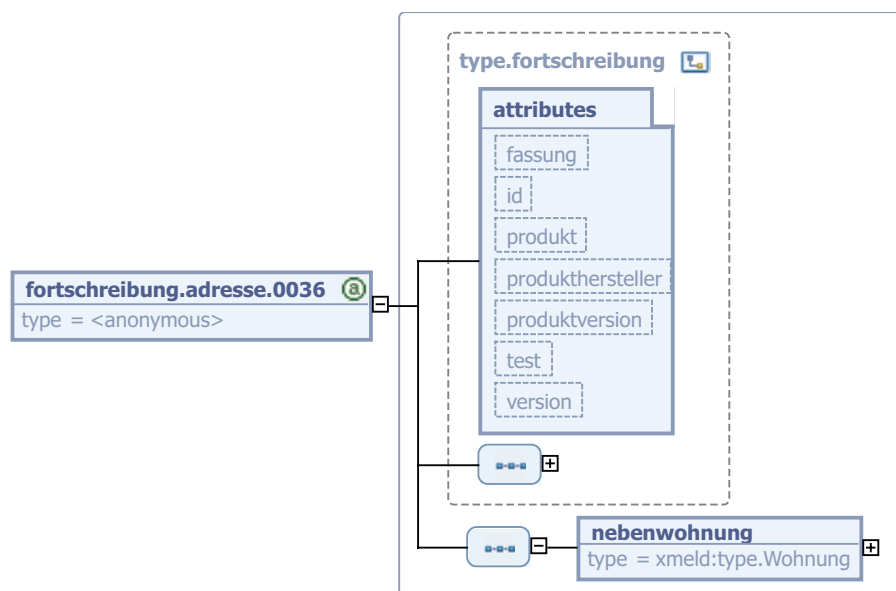 type.fortschreibung
attributes
fassung
id
produkt
produkthersteller
produktversion
test
version
fortschreibung.adresse.0036
type = <anonymous>
nebenwohnung
type = xmeld:type.Wohnung